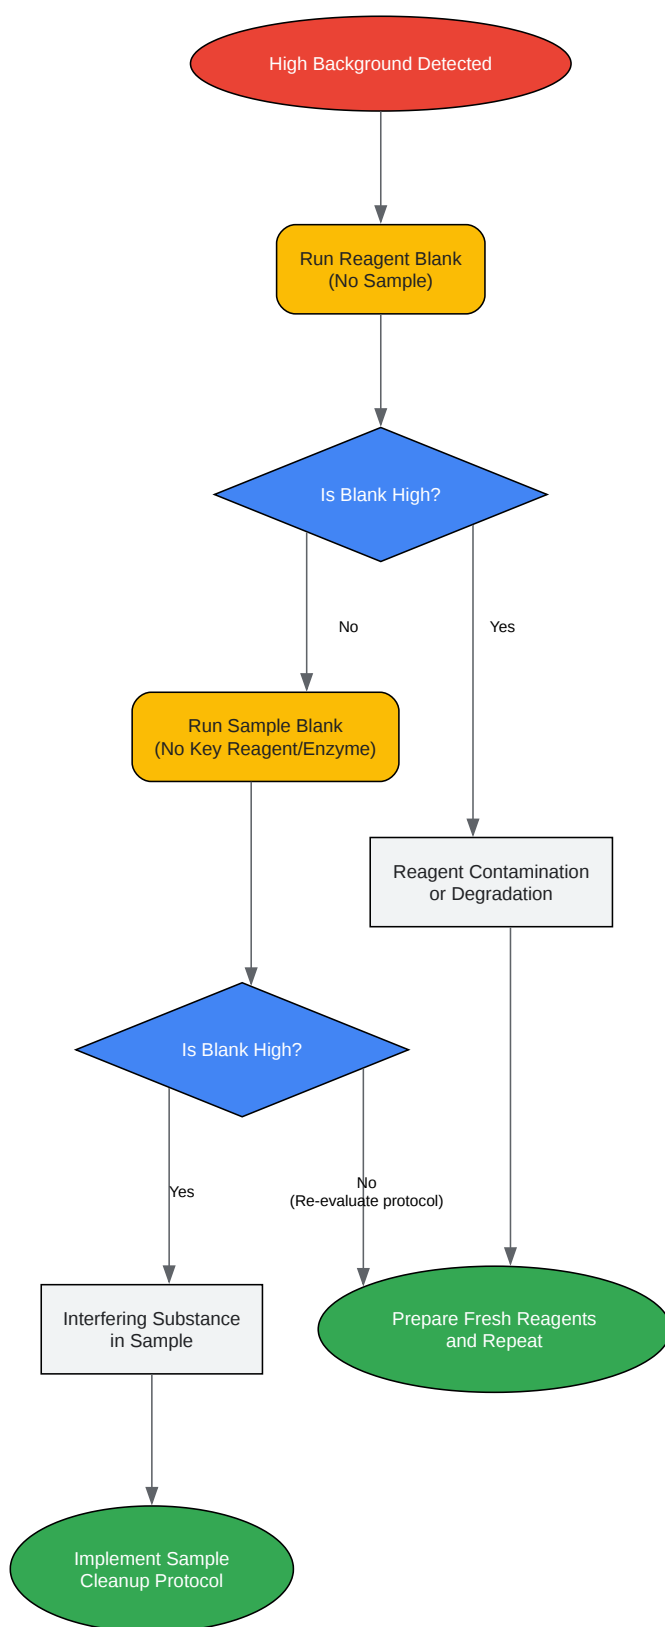 High Background Detected
Run Reagent Blank
(No Sample)
Is Blank High?
No
Yes
Run Sample Blank
(No Key Reagent/Enzyme)
Reagent Contamination
or Degradation
Is Blank High?
Yes
No
(Re-evaluate protocol)
Interfering Substance
in Sample
Prepare Fresh Reagents
and Repeat
Implement Sample
Cleanup Protocol